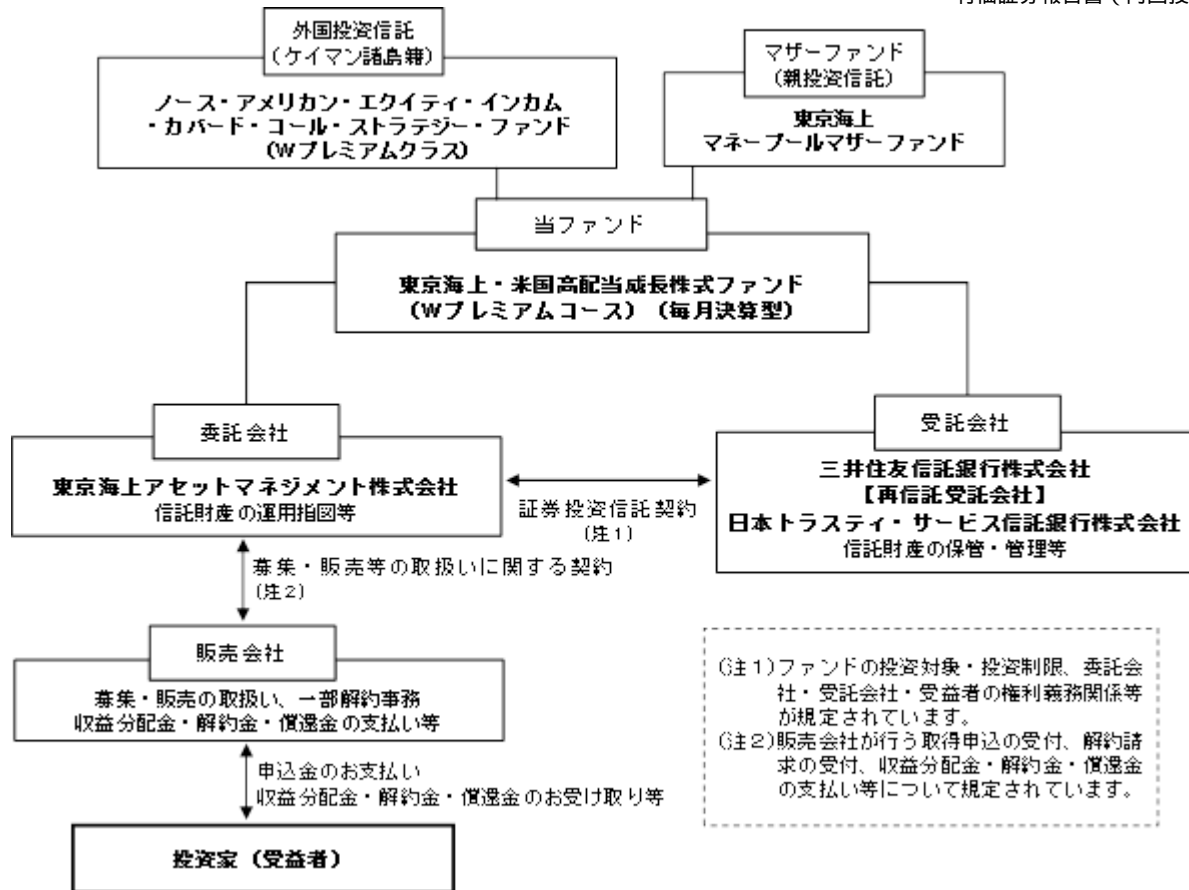 外国投資信託
（ケイマン諸島籍）
ノース・アメリカン・エクイティ・インカム
・カバード・コール・ストラテジー・ファンド
（Wプレミアムクラス）
マザーファンド
（親投資信託）
東京海上
マネープールマザーファンド
当ファンド
東京海上・米国高配当成長株式ファンド
（Wプレミアムコース）（毎月決算型）
委託会社
東京海上アセットマネジメント株式会社
信託財産の運用指図等
証券投資信託契約
（注１）
受託会社
三井住友信託銀行株式会社
【再信託受託会社】
日本トラスティ・サービス信託銀行株式会社
信託財産の保管・管理等
募集・販売等の取扱いに関する契約
（注２）
販売会社
募集・販売の取扱い、一部解約事務
収益分配金・解約金・償還金の支払い等
申込金のお支払い
収益分配金・解約金・償還金のお受け取り等
投資家（受益者）
（注１）ファンドの投資対象・投資制限、委託会
社・受託会社・受益者の権利義務関係等
が規定されています。
（注２）販売会社が行う取得申込の受付、解約請
求の受付、収益分配金・解約金・償還金
の支払い等について規定されています。